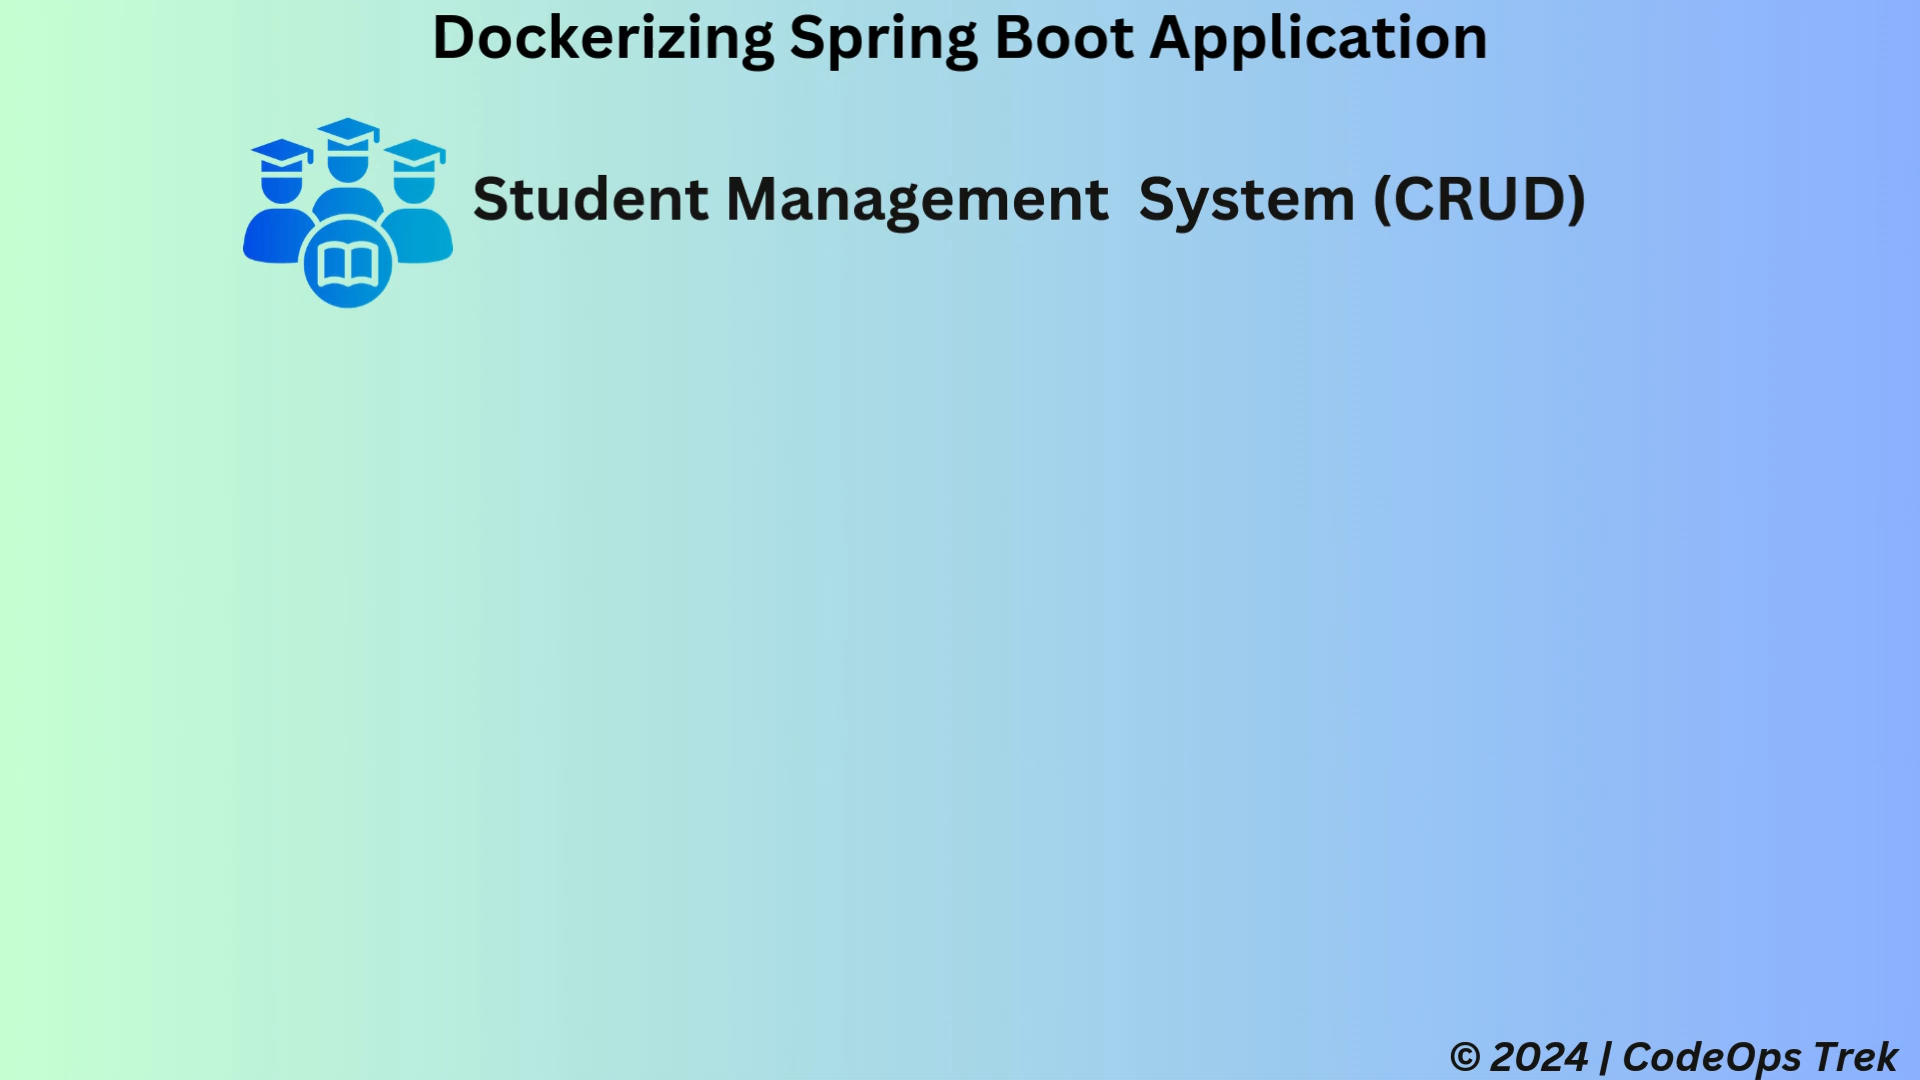 Dockerizing Spring Boot Application
Student Management System (CRUD)
© 2024 | CodeOps Trek